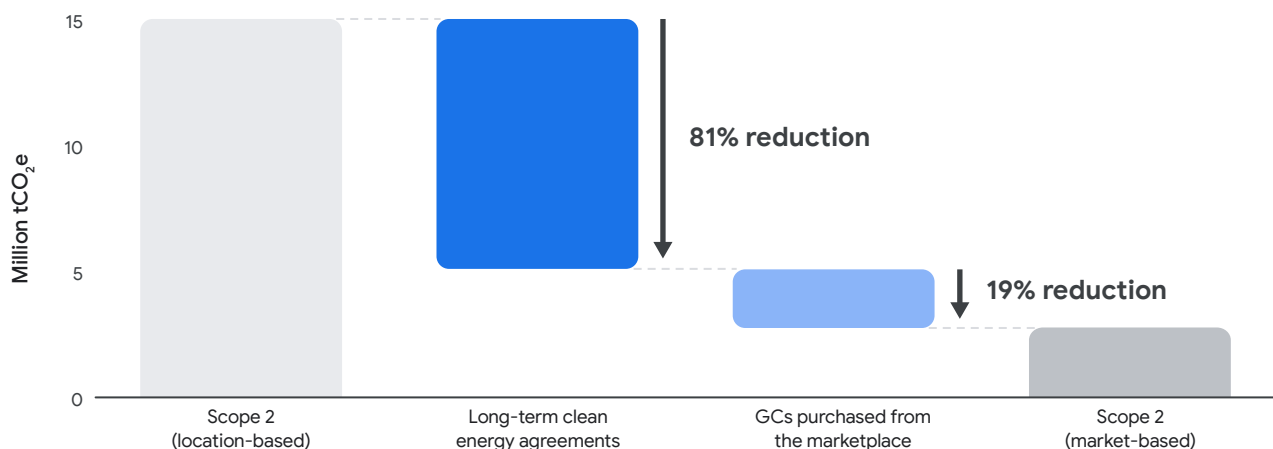 15
10
5
0
Million tCO₂e
81% reduction
19% reduction
Scope 2
(location-based)
Long-term clean
energy agreements
GCs purchased from
the marketplace
Scope 2
(market-based)